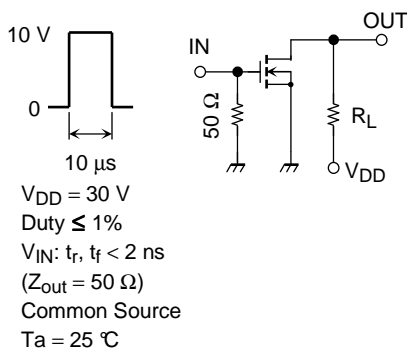 10 V
0
10 μs
IN
50 Ω
OUT
R_L
V_DD
V_DD = 30 V
Duty ≤ 1%
V_IN: t_r, t_f < 2 ns
(Z_out = 50 Ω)
Common Source
Ta = 25 ℃